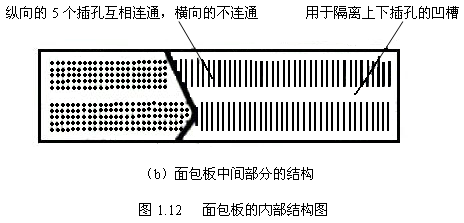 纵向的 5 个插孔互相连通，横向的不连通
用于隔离上下插孔的凹槽
（b）面包板中间部分的结构
图 1.12 面包板的内部结构图